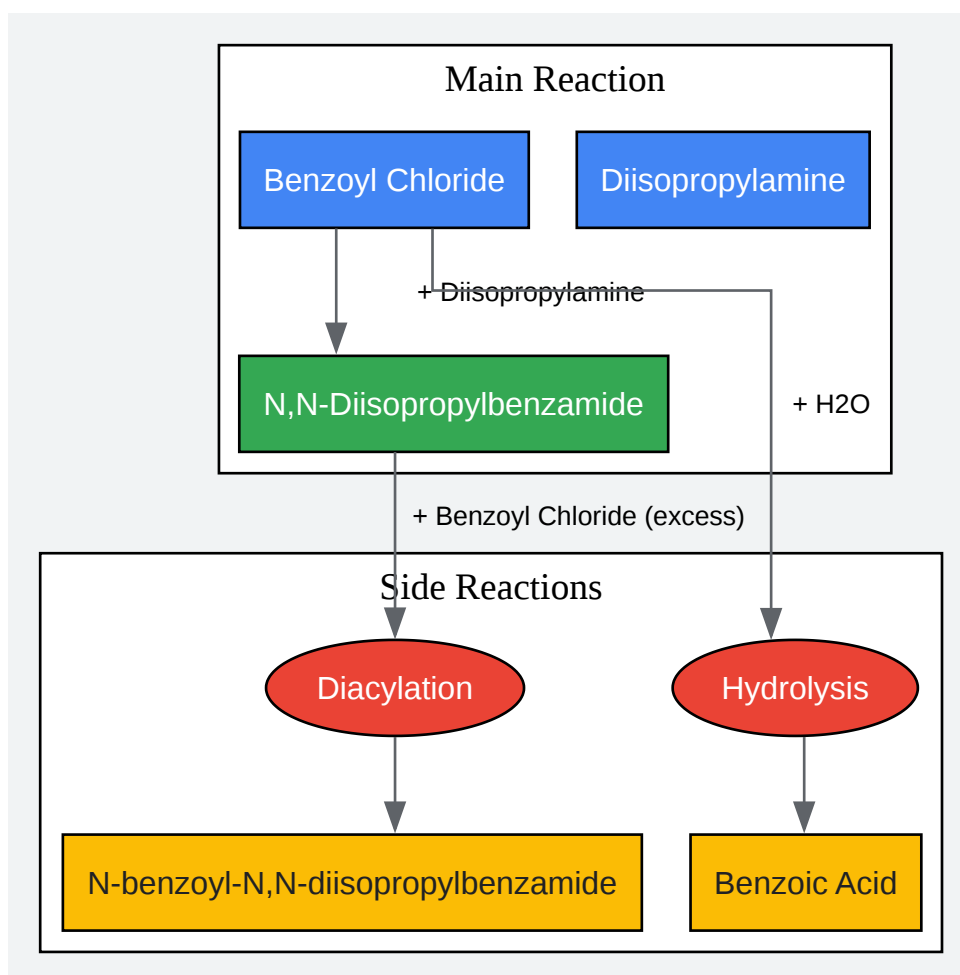 Main Reaction
Benzoyl Chloride
Diisopropylamine
+ Diisopropylamine
N,N-Diisopropylbenzamide
+ H2O
+ Benzoyl Chloride (excess)
Side Reactions
Diacylation
Hydrolysis
N-benzoyl-N,N-diisopropylbenzamide
Benzoic Acid